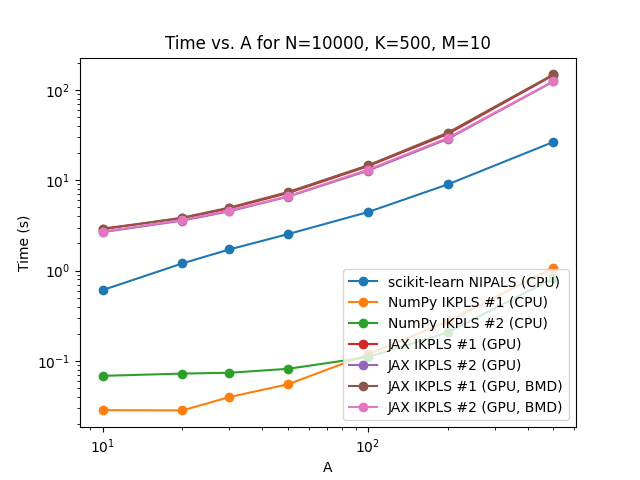 Time vs. A for N=10000, K=500, M=10
Time (s)
10²
10¹
10⁰
10⁻¹
scikit-learn NIPALS (CPU)
NumPy IKPLS #1 (CPU)
NumPy IKPLS #2 (CPU)
JAX IKPLS #1 (GPU)
JAX IKPLS #2 (GPU)
JAX IKPLS #1 (GPU, BMD)
JAX IKPLS #2 (GPU, BMD)
10¹
10²
A